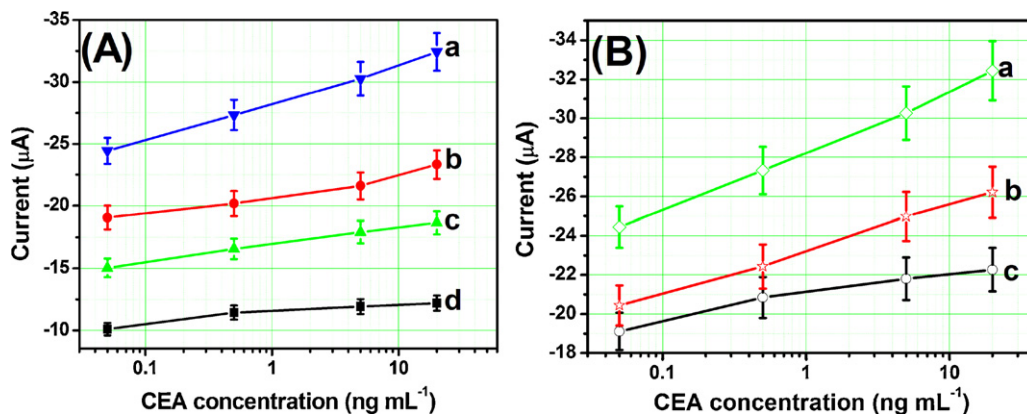 (A)
Current (μA)
-35
-30
-25
-20
-15
-10
a
b
c
d
0.1
1
10
CEA concentration (ng mL⁻¹)
(B)
Current (μA)
-34
-32
-30
-28
-26
-24
-22
-20
-18
a
b
c
0.1
1
10
CEA concentration (ng mL⁻¹)